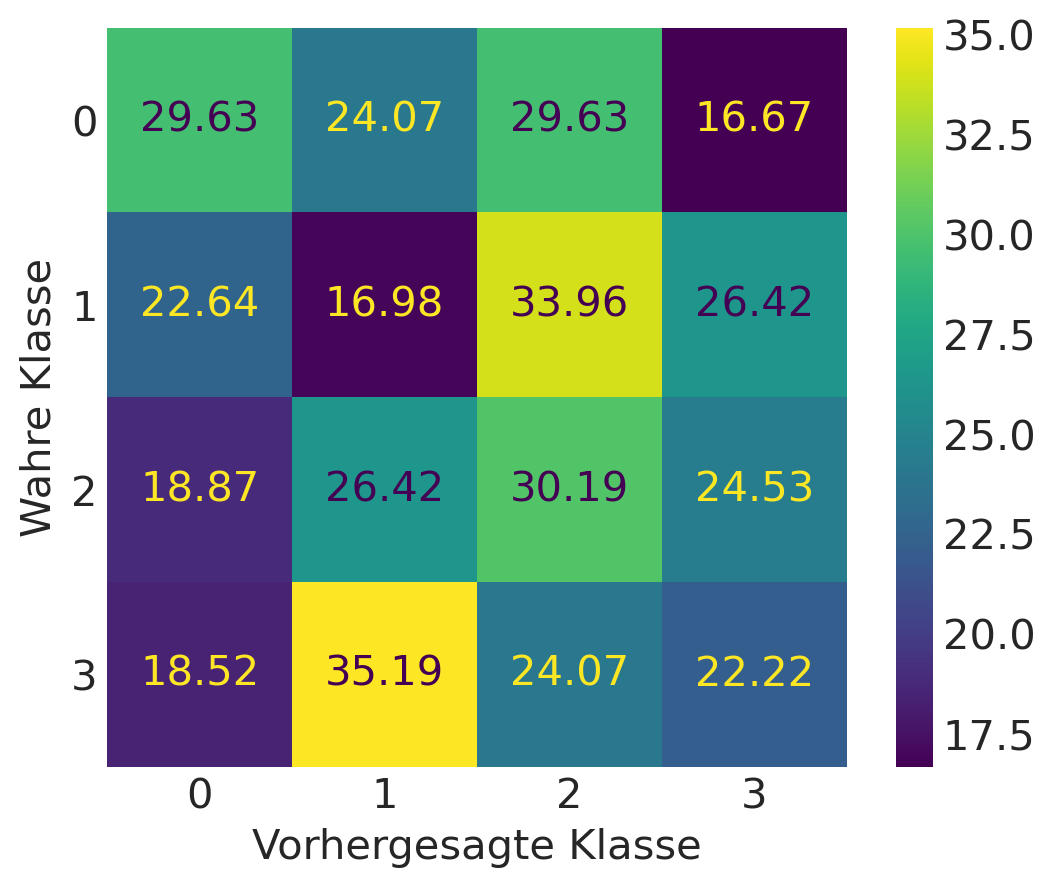 0 29.63 24.07 29.63 16.67
1 22.64 16.98 33.96 26.42
2 18.87 26.42 30.19 24.53
3 18.52 35.19 24.07 22.22
0 1 2 3
Wahre Klasse
Vorhergesagte Klasse
35.0
32.5
30.0
27.5
25.0
22.5
20.0
17.5